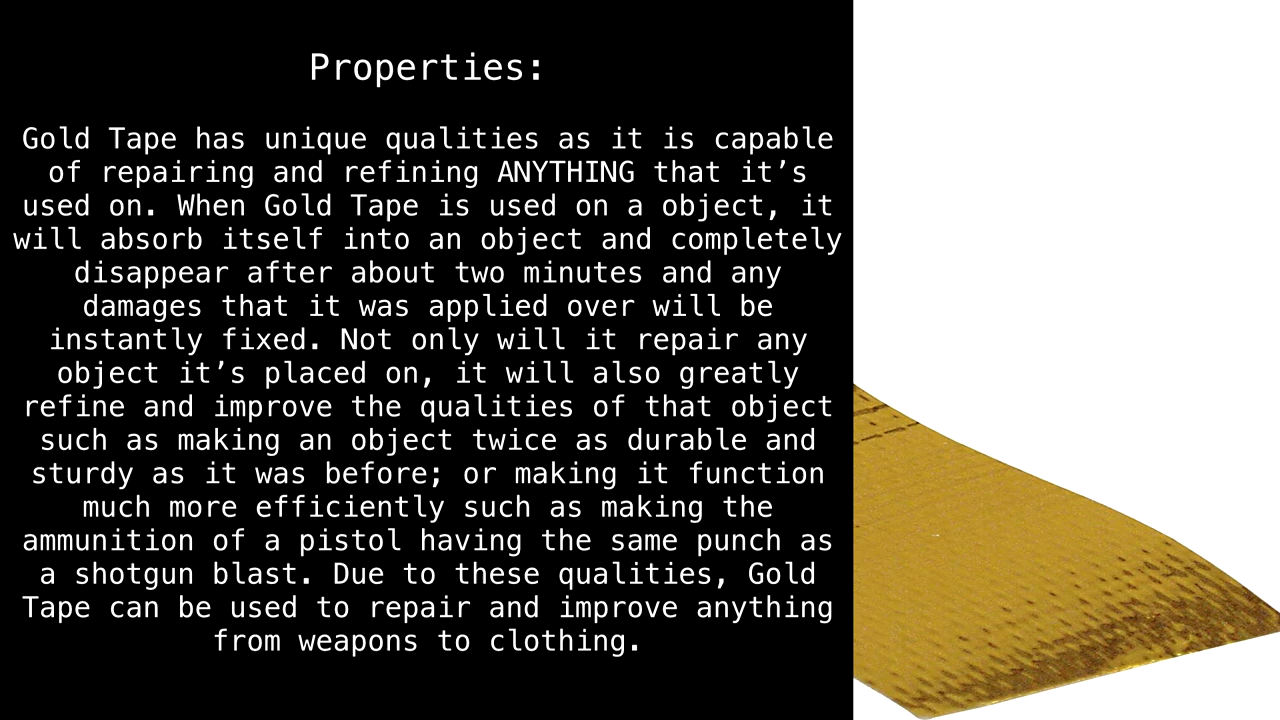 Properties:
Gold Tape has unique qualities as it is capable
of repairing and refining ANYTHING that it’s
used on. When Gold Tape is used on a object, it
will absorb itself into an object and completely
disappear after about two minutes and any
damages that it was applied over will be
instantly fixed. Not only will it repair any
object it’s placed on, it will also greatly
refine and improve the qualities of that object
such as making an object twice as durable and
sturdy as it was before; or making it function
much more efficiently such as making the
ammunition of a pistol having the same punch as
a shotgun blast. Due to these qualities, Gold
Tape can be used to repair and improve anything
from weapons to clothing.